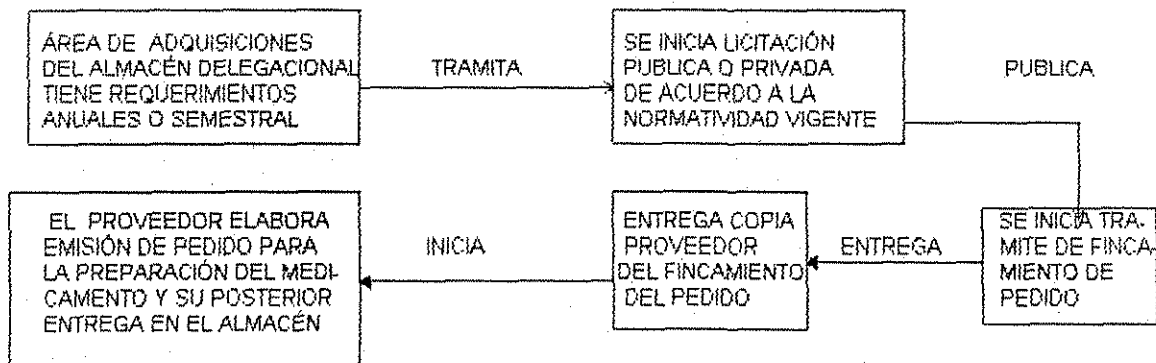 ÁREA DE ADQUISICIONES
DEL ALMACÉN DELEGACIONAL
TIENE REQUERIMIENTOS
ANUALES O SEMESTRAL
TRAMITA
SE INICIA LICITACIÓN
PUBLICA O PRIVADA
DE ACUERDO A LA
NORMATIVIDAD VIGENTE
PUBLICA
SE INICIA TRA-
MITE DE FINCA-
MIENTO DE
PEDIDO
ENTREGA
ENTREGA COPIA
PROVEEDOR
DEL FINCAMIENTO
DEL PEDIDO
INICIA
EL PROVEEDOR ELABORA
EMISIÓN DE PEDIDO PARA
LA PREPARACIÓN DEL MEDI-
CAMENTO Y SU POSTERIOR
ENTREGA EN EL ALMACÉN